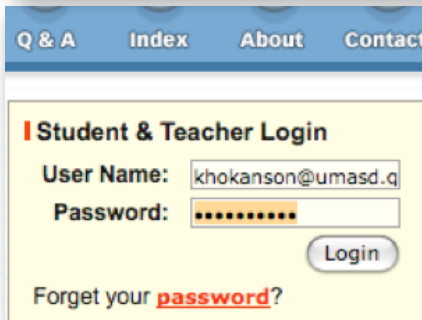 Q & A Index About Contact
Student & Teacher Login
User Name: khokanson@umasd.q
Password: ••••••••••
Login
Forget your password?